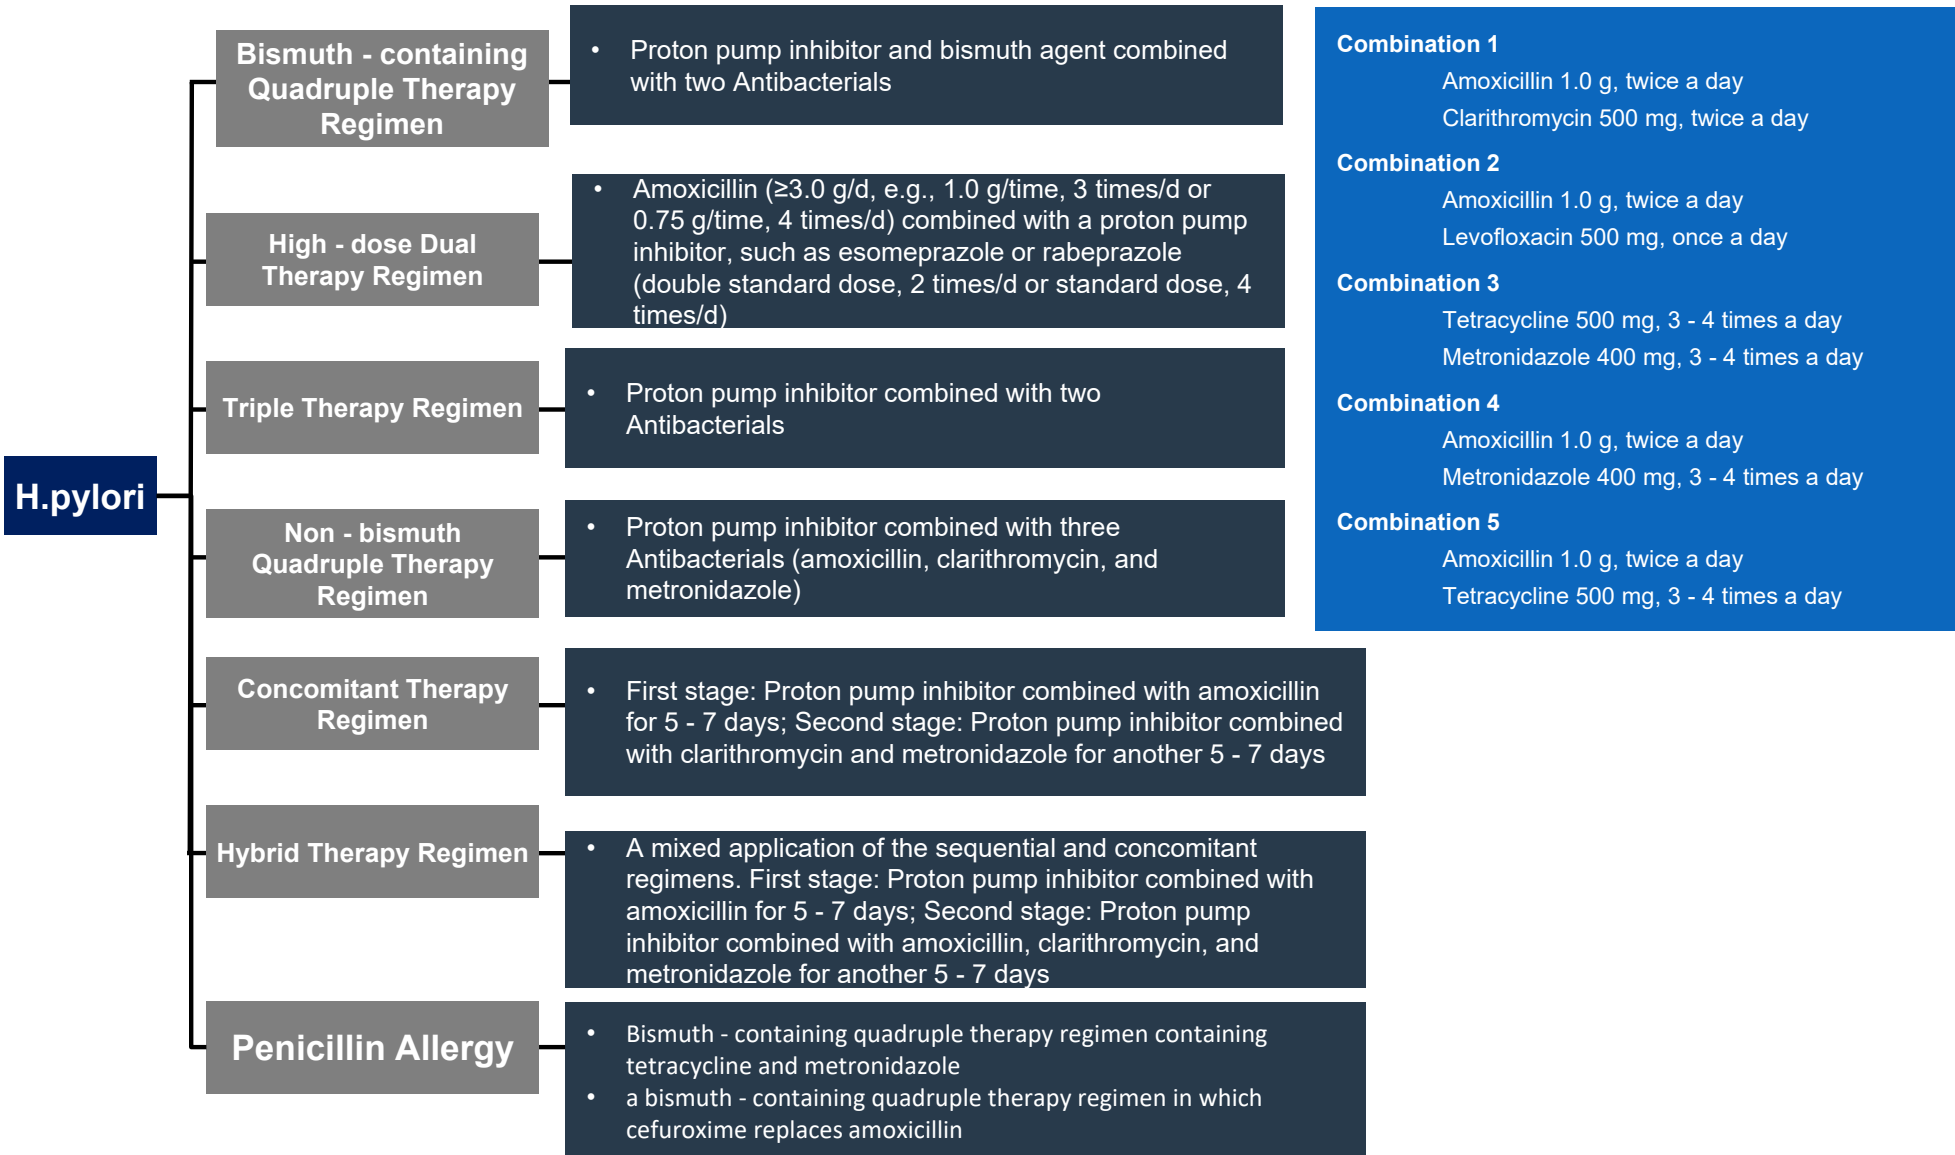 H.pylori
Bismuth - containing
Quadruple Therapy
Regimen
• Proton pump inhibitor and bismuth agent combined
with two Antibacterials
High - dose Dual
Therapy Regimen
• Amoxicillin (≥3.0 g/d, e.g., 1.0 g/time, 3 times/d or
0.75 g/time, 4 times/d) combined with a proton pump
inhibitor, such as esomeprazole or rabeprazole
(double standard dose, 2 times/d or standard dose, 4
times/d)
Triple Therapy Regimen
• Proton pump inhibitor combined with two
Antibacterials
Non - bismuth
Quadruple Therapy
Regimen
• Proton pump inhibitor combined with three
Antibacterials (amoxicillin, clarithromycin, and
metronidazole)
Concomitant Therapy
Regimen
• First stage: Proton pump inhibitor combined with amoxicillin
for 5 - 7 days; Second stage: Proton pump inhibitor combined
with clarithromycin and metronidazole for another 5 - 7 days
Hybrid Therapy Regimen
• A mixed application of the sequential and concomitant
regimens. First stage: Proton pump inhibitor combined with
amoxicillin for 5 - 7 days; Second stage: Proton pump
inhibitor combined with amoxicillin, clarithromycin, and
metronidazole for another 5 - 7 days
Penicillin Allergy
• Bismuth - containing quadruple therapy regimen containing
tetracycline and metronidazole
• a bismuth - containing quadruple therapy regimen in which
cefuroxime replaces amoxicillin
Combination 1
Amoxicillin 1.0 g, twice a day
Clarithromycin 500 mg, twice a day
Combination 2
Amoxicillin 1.0 g, twice a day
Levofloxacin 500 mg, once a day
Combination 3
Tetracycline 500 mg, 3 - 4 times a day
Metronidazole 400 mg, 3 - 4 times a day
Combination 4
Amoxicillin 1.0 g, twice a day
Metronidazole 400 mg, 3 - 4 times a day
Combination 5
Amoxicillin 1.0 g, twice a day
Tetracycline 500 mg, 3 - 4 times a day